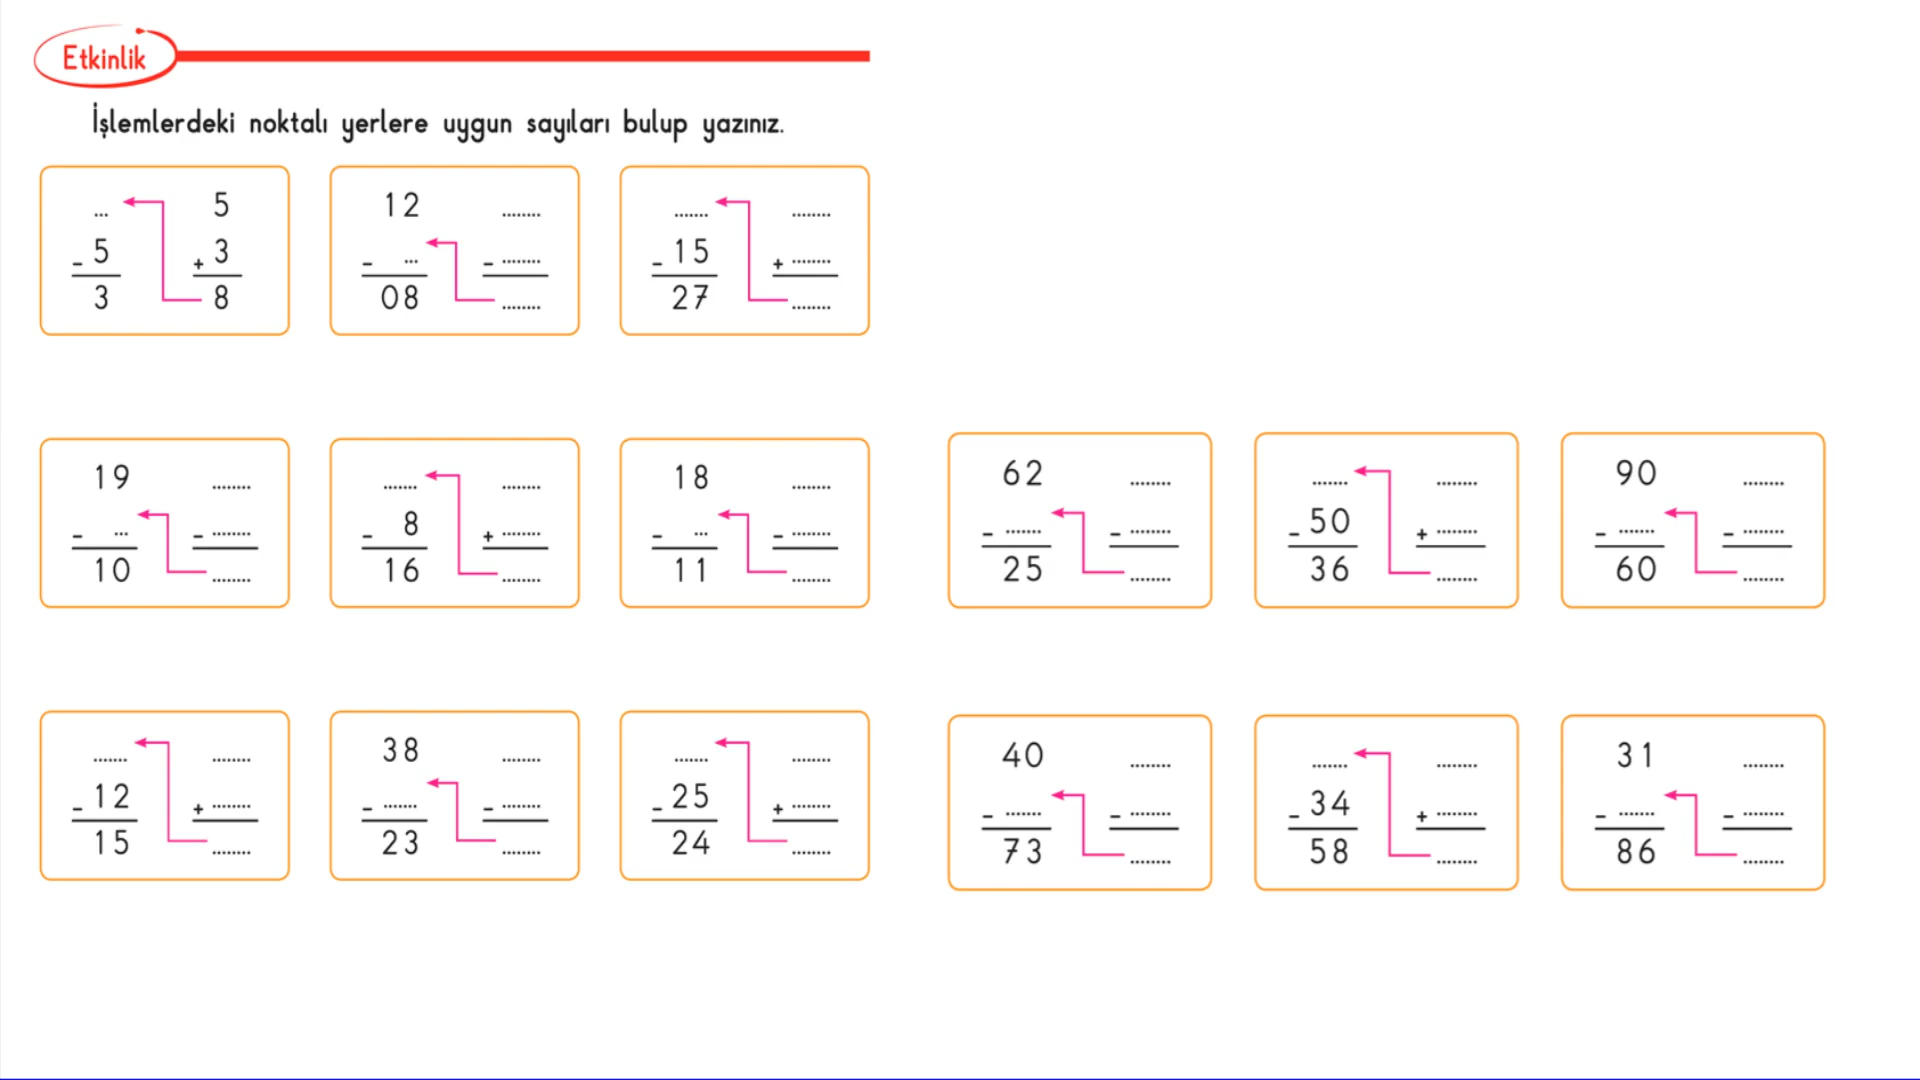 Etkinlik
İşlemlerdeki noktalı yerlere uygun sayıları bulup yazınız.
... 5
- 5 + 3
3 8
12 ........
- ... - ........
08 ........
....... ........
- 15 + ........
27 ........
19 ........
- ... - ........
10 ........
....... ........
- 8 + ........
16 ........
18 ........
- ... - ........
11 ........
62 ........
- ....... - ........
25 ........
....... ........
- 50 + ........
36 ........
90 ........
- ....... - ........
60 ........
....... ........
- 12 + ........
15 ........
38 ........
- ....... - ........
23 ........
....... ........
- 25 + ........
24 ........
40 ........
- ....... - ........
73 ........
....... ........
- 34 + ........
58 ........
31 ........
- ....... - ........
86 ........